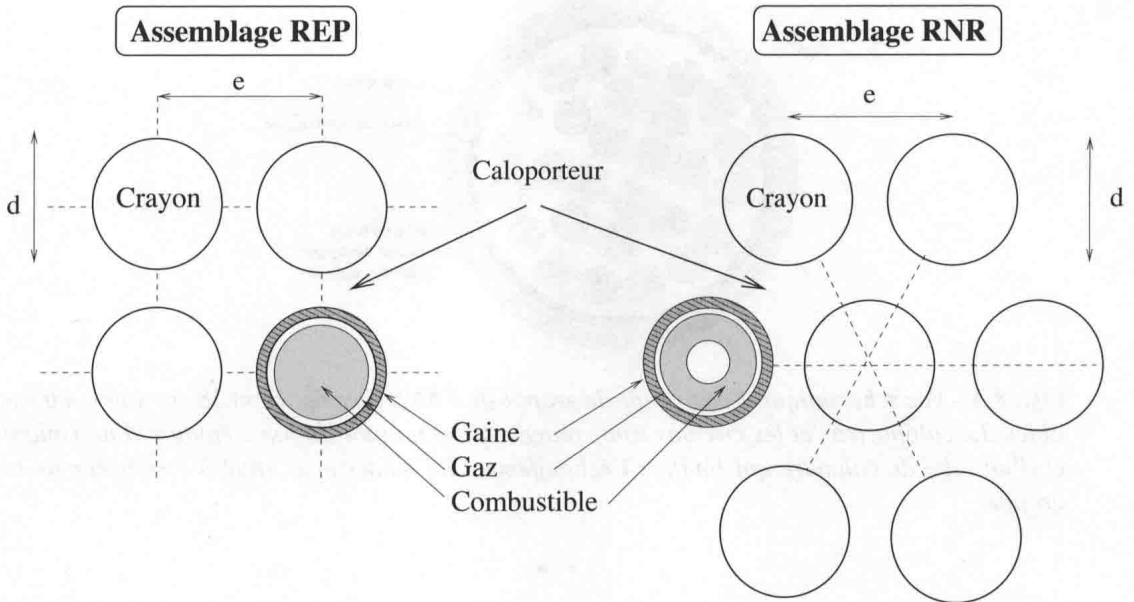 Assemblage REP
Assemblage RNR
e
e
d
Crayon
Caloporteur
Crayon
d
Gaine
Gaz
Combustible